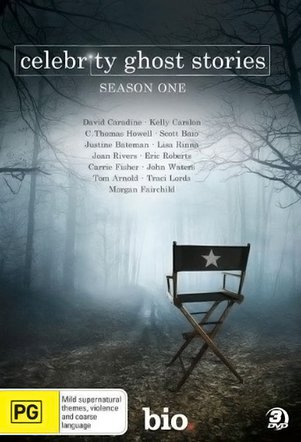 celebrity ghost stories
SEASON ONE
David Caradine · Kelly Carslon
C.Thomas Howell · Scott Baio
Justine Bateman · Lisa Rinna
Joan Rivers · Eric Roberts
Carrie Fisher · John Waters
Tom Arnold · Traci Lords
Morgan Fairchild
PG
Mild supernatural
themes, violence
and coarse
language
bio.
3
DVD